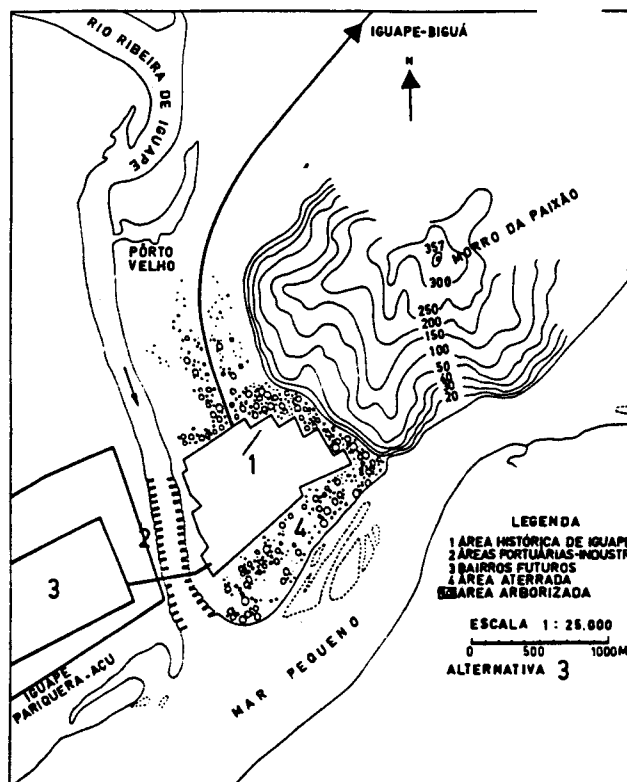 IGUAPE-BIGUÁ
N
RIO RIBEIRA DE IGUAPE
PÔRTO
VELHO
MORRO DA PAIXÃO
357
300
250
200
150
100
50
20
1
2
3
4
LEGENDA
1 ÁREA HISTÓRICA DE IGUAPE
2 ÁREAS PORTUÁRIAS-INDUSTR
3 BAIRROS FUTUROS
4 ÁREA ATERRADA
ÁREA ARBORIZADA
ESCALA 1:25.000
0 500 1000M
ALTERNATIVA 3
IGUAPE
PARIQUERA-AÇU
MAR PEQUENO